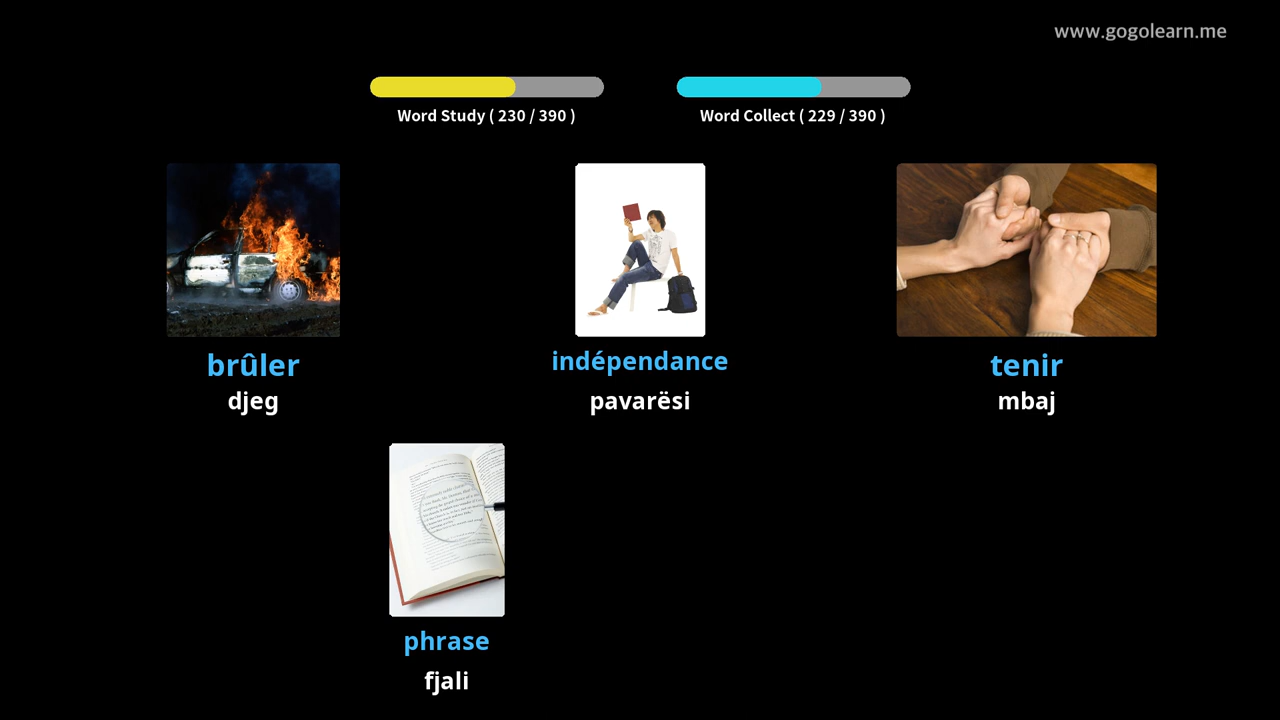 www.gogolearn.me
Word Study ( 230 / 390 )
Word Collect ( 229 / 390 )
brûler
djeg
indépendance
pavarësi
tenir
mbaj
phrase
fjali